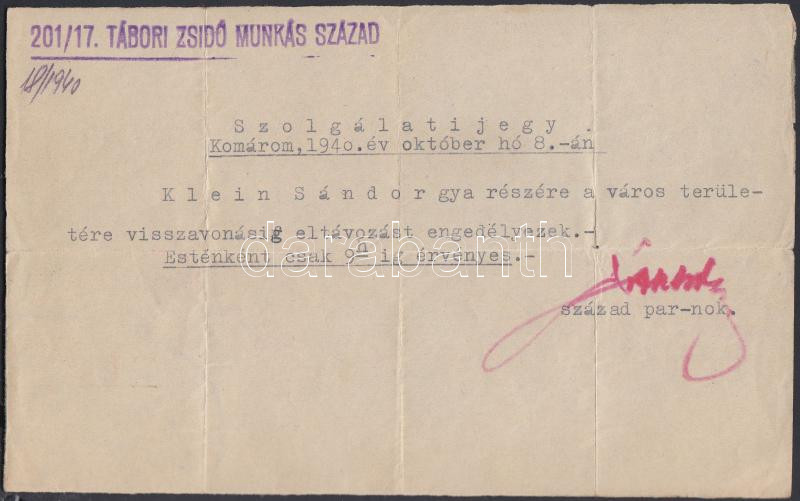 201/17. TÁBORI ZSIDÓ MUNKÁS SZÁZAD
18/1940
S z o l g á l a t i j e g y .
Komárom,194o.év október hó 8.-án
K l e i n S á n d o r gya részére a város terüle-
tére visszavonásig eltávozást engedélyezek.-
Esténként csak 9 h ig érvényes.-
század par-nok.
darabanth